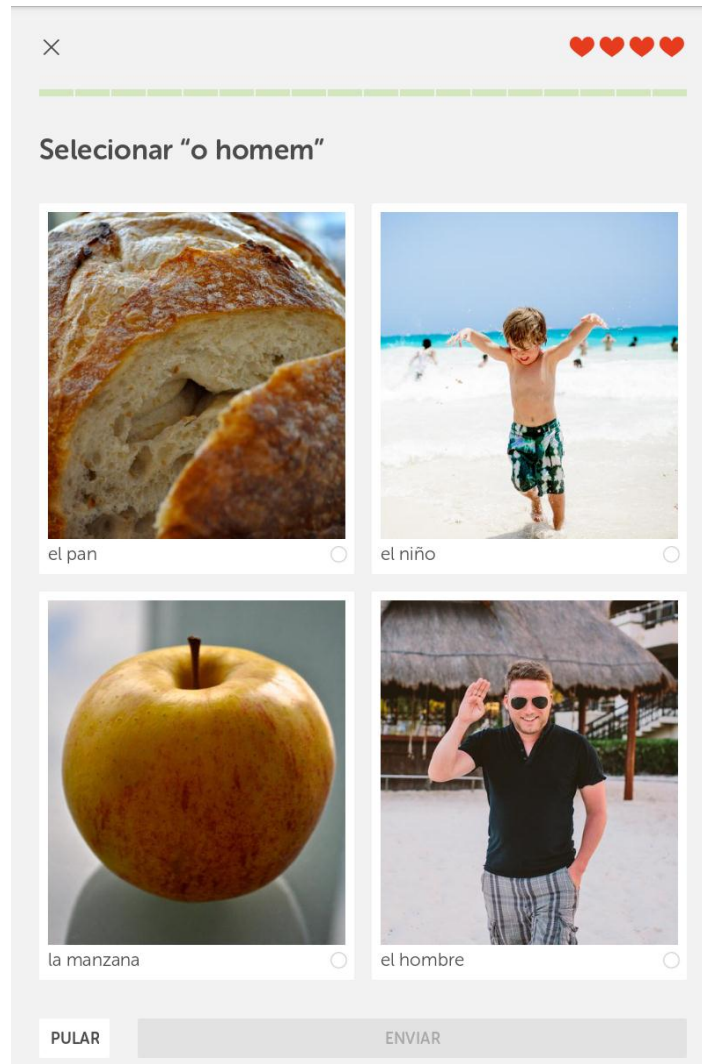 Selecionar “o homem”
el pan
el niño
la manzana
el hombre
PULAR
ENVIAR